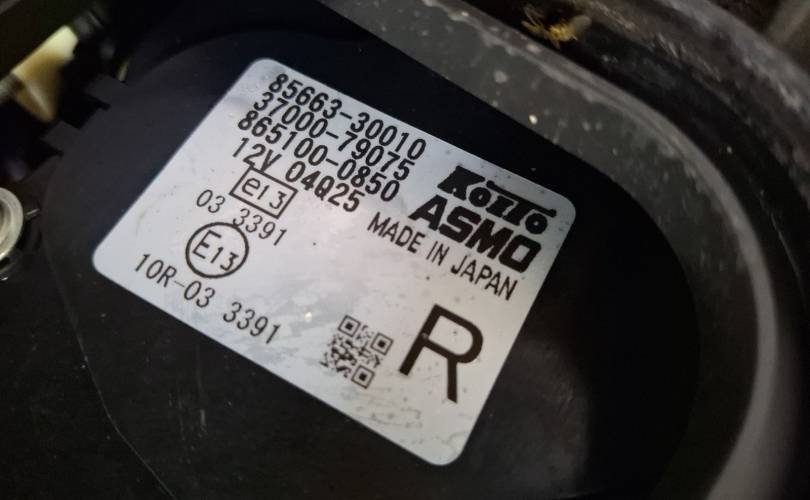 85663-30010
37000-79075
865100-0850
12V 04Q25
KOITO
ASMO
MADE IN JAPAN
e13
03 3391
E13
10R-03 3391
R